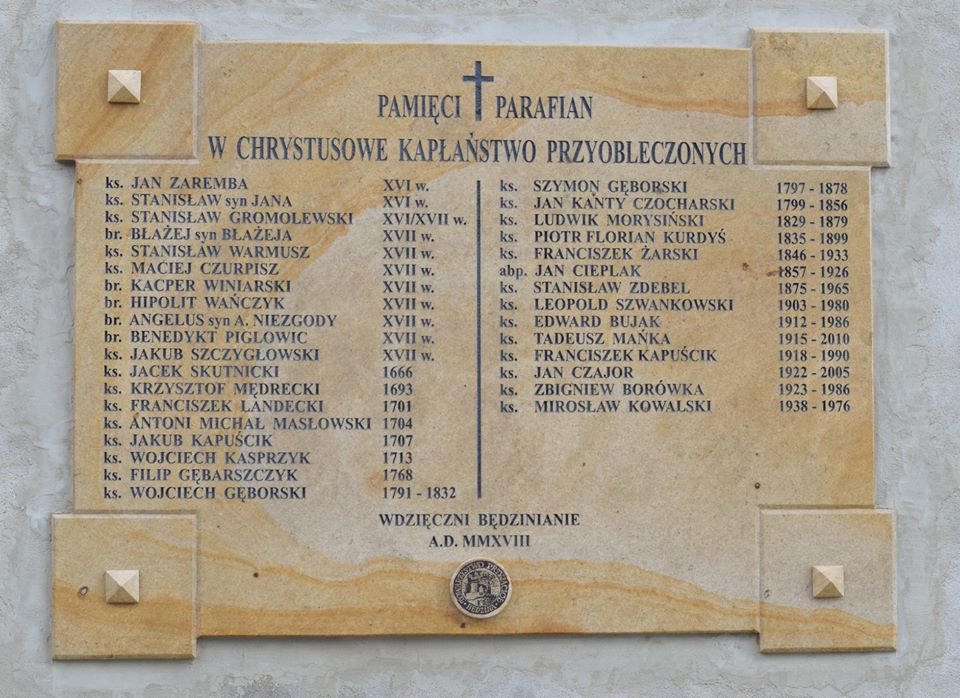 PAMIĘCI PARAFIAN
W CHRYSTUSOWE KAPŁAŃSTWO PRZYOBLECZONYCH
ks. JAN ZAREMBA XVI w.
ks. STANISŁAW syn JANA XVI w.
ks. STANISŁAW GROMOLEWSKI XVI/XVII w.
br. BŁAŻEJ syn BŁAŻEJA XVII w.
ks. STANISŁAW WARMUSZ XVII w.
ks. MACIEJ CZURPISZ XVII w.
br. KACPER WINIARSKI XVII w.
br. HIPOLIT WAŃCZYK XVII w.
br. ANGELUS syn A. NIEZGODY XVII w.
br. BENEDYKT PIGLOWIC XVII w.
ks. JAKUB SZCZYGŁOWSKI XVII w.
ks. JACEK SKUTNICKI 1666
ks. KRZYSZTOF MĘDRECKI 1693
ks. FRANCISZEK LANDECKI 1701
ks. ANTONI MICHAŁ MASŁOWSKI 1704
ks. JAKUB KAPUŚCIK 1707
ks. WOJCIECH KASPRZYK 1713
ks. FILIP GĘBARSZCZYK 1768
ks. WOJCIECH GĘBORSKI 1791 - 1832
ks. SZYMON GĘBORSKI 1797 - 1878
ks. JAN KANTY CZOCHARSKI 1799 - 1856
ks. LUDWIK MORYSIŃSKI 1829 - 1879
ks. PIOTR FLORIAN KURDYŚ 1835 - 1899
ks. FRANCISZEK ŻARSKI 1846 - 1933
abp. JAN CIEPLAK 1857 - 1926
ks. STANISŁAW ZDEBEL 1875 - 1965
ks. LEOPOLD SZWANKOWSKI 1903 - 1980
ks. EDWARD BUJAK 1912 - 1986
ks. TADEUSZ MAŃKA 1915 - 2010
ks. FRANCISZEK KAPUŚCIK 1918 - 1990
ks. JAN CZAJOR 1922 - 2005
ks. ZBIGNIEW BORÓWKA 1923 - 1986
ks. MIROSŁAW KOWALSKI 1938 - 1976
WDZIĘCZNI BĘDZINIANIE
A.D. MMXVIII